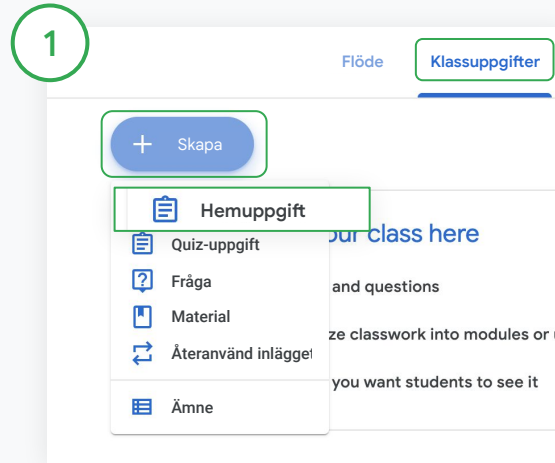 1
Flöde
Klassuppgifter
+ Skapa
Hemuppgift
our class here
Quiz-uppgift
Fråga
and questions
Material
ze classwork into modules or
Återanvänd inlägget
you want students to see it
Ämne